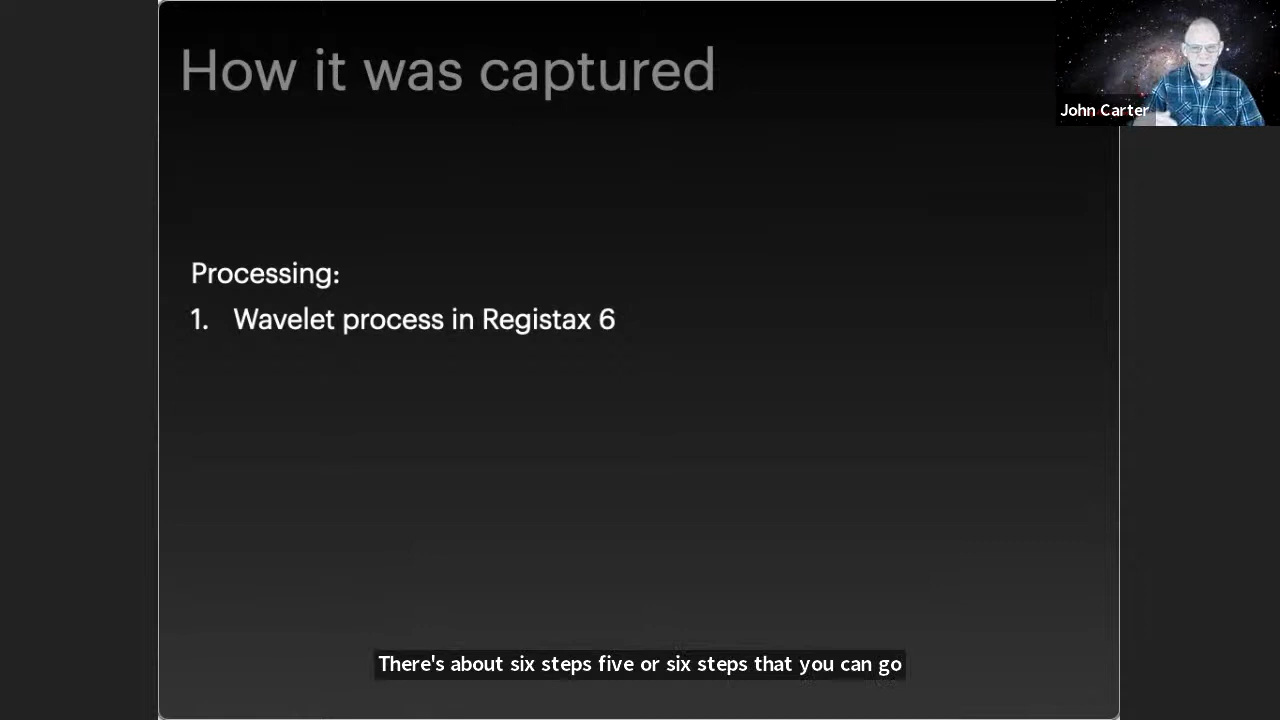 How it was captured
John Carter
Processing:
1. Wavelet process in Registax 6
There's about six steps five or six steps that you can go